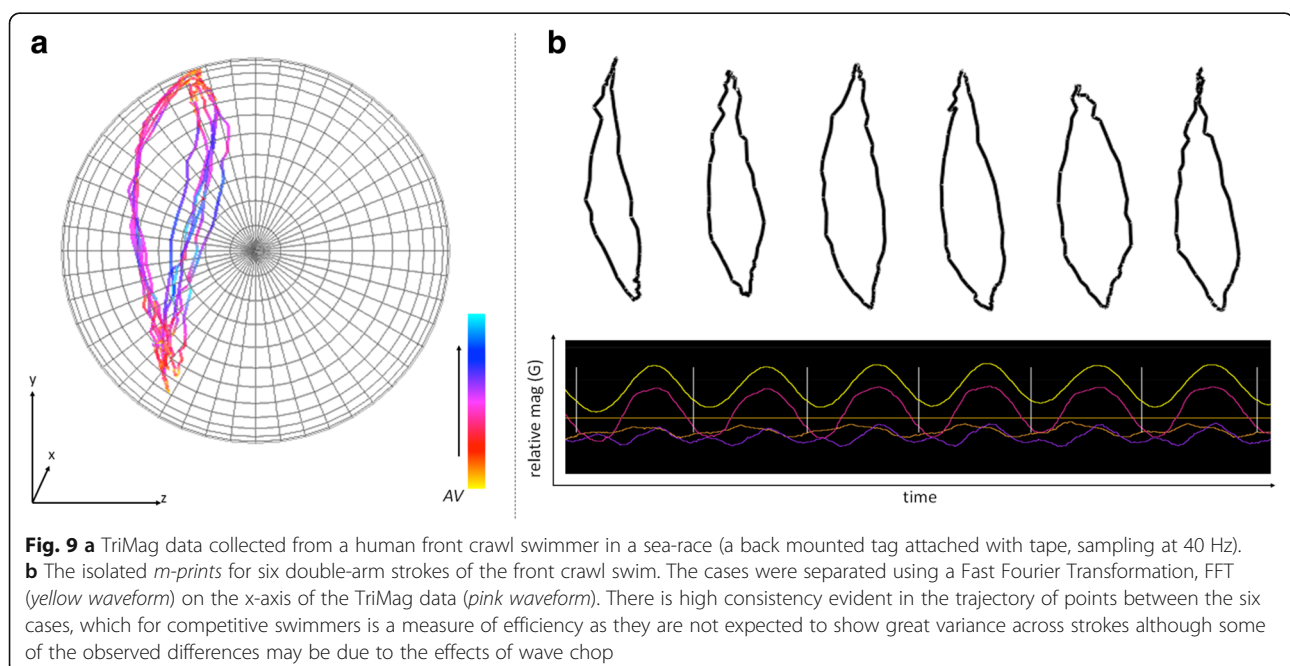 a
b
y
x
z
AV
relative mag (G)
time
Fig. 9 a TriMag data collected from a human front crawl swimmer in a sea-race (a back mounted tag attached with tape, sampling at 40 Hz).
b The isolated m-prints for six double-arm strokes of the front crawl swim. The cases were separated using a Fast Fourier Transformation, FFT
(yellow waveform) on the x-axis of the TriMag data (pink waveform). There is high consistency evident in the trajectory of points between the six
cases, which for competitive swimmers is a measure of efficiency as they are not expected to show great variance across strokes although some
of the observed differences may be due to the effects of wave chop